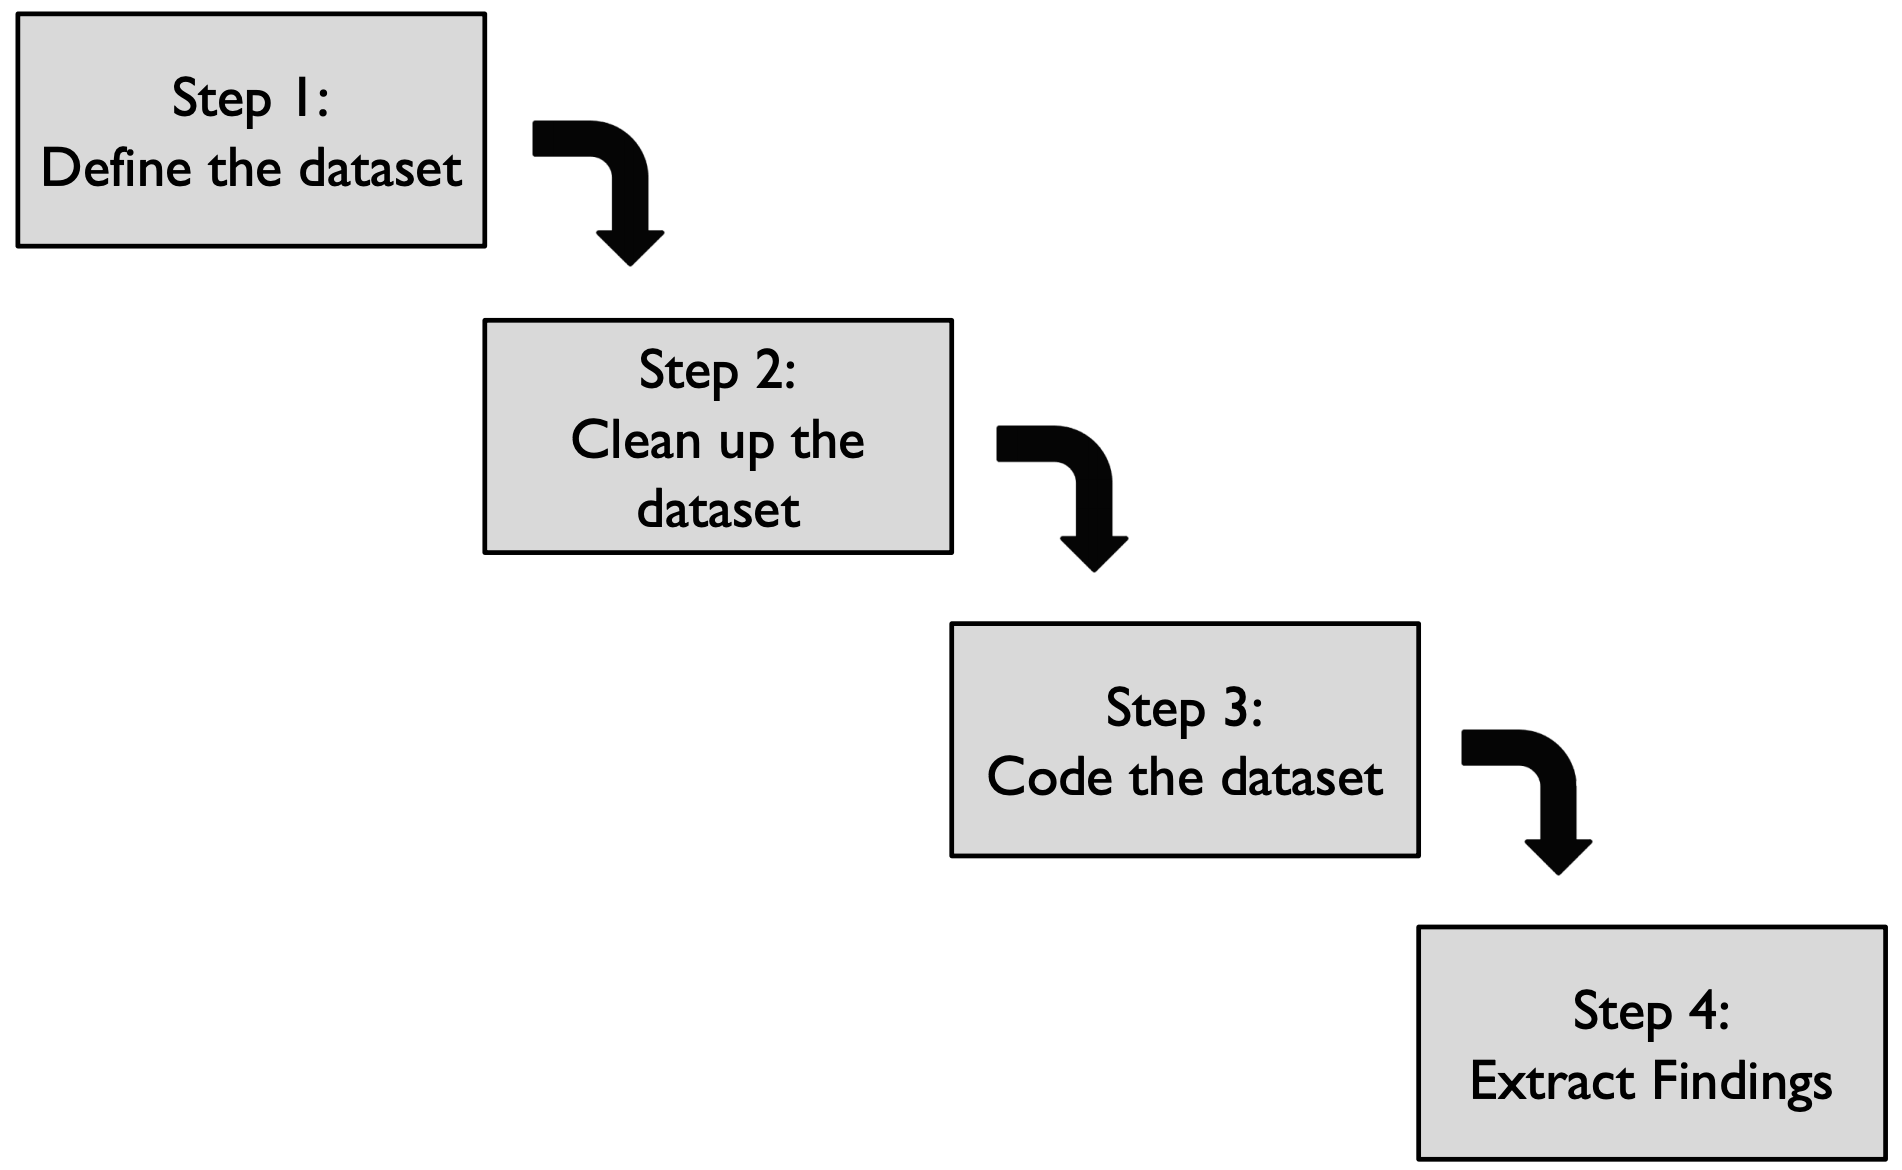 Step 1:
Define the dataset
Step 2:
Clean up the
dataset
Step 3:
Code the dataset
Step 4:
Extract Findings